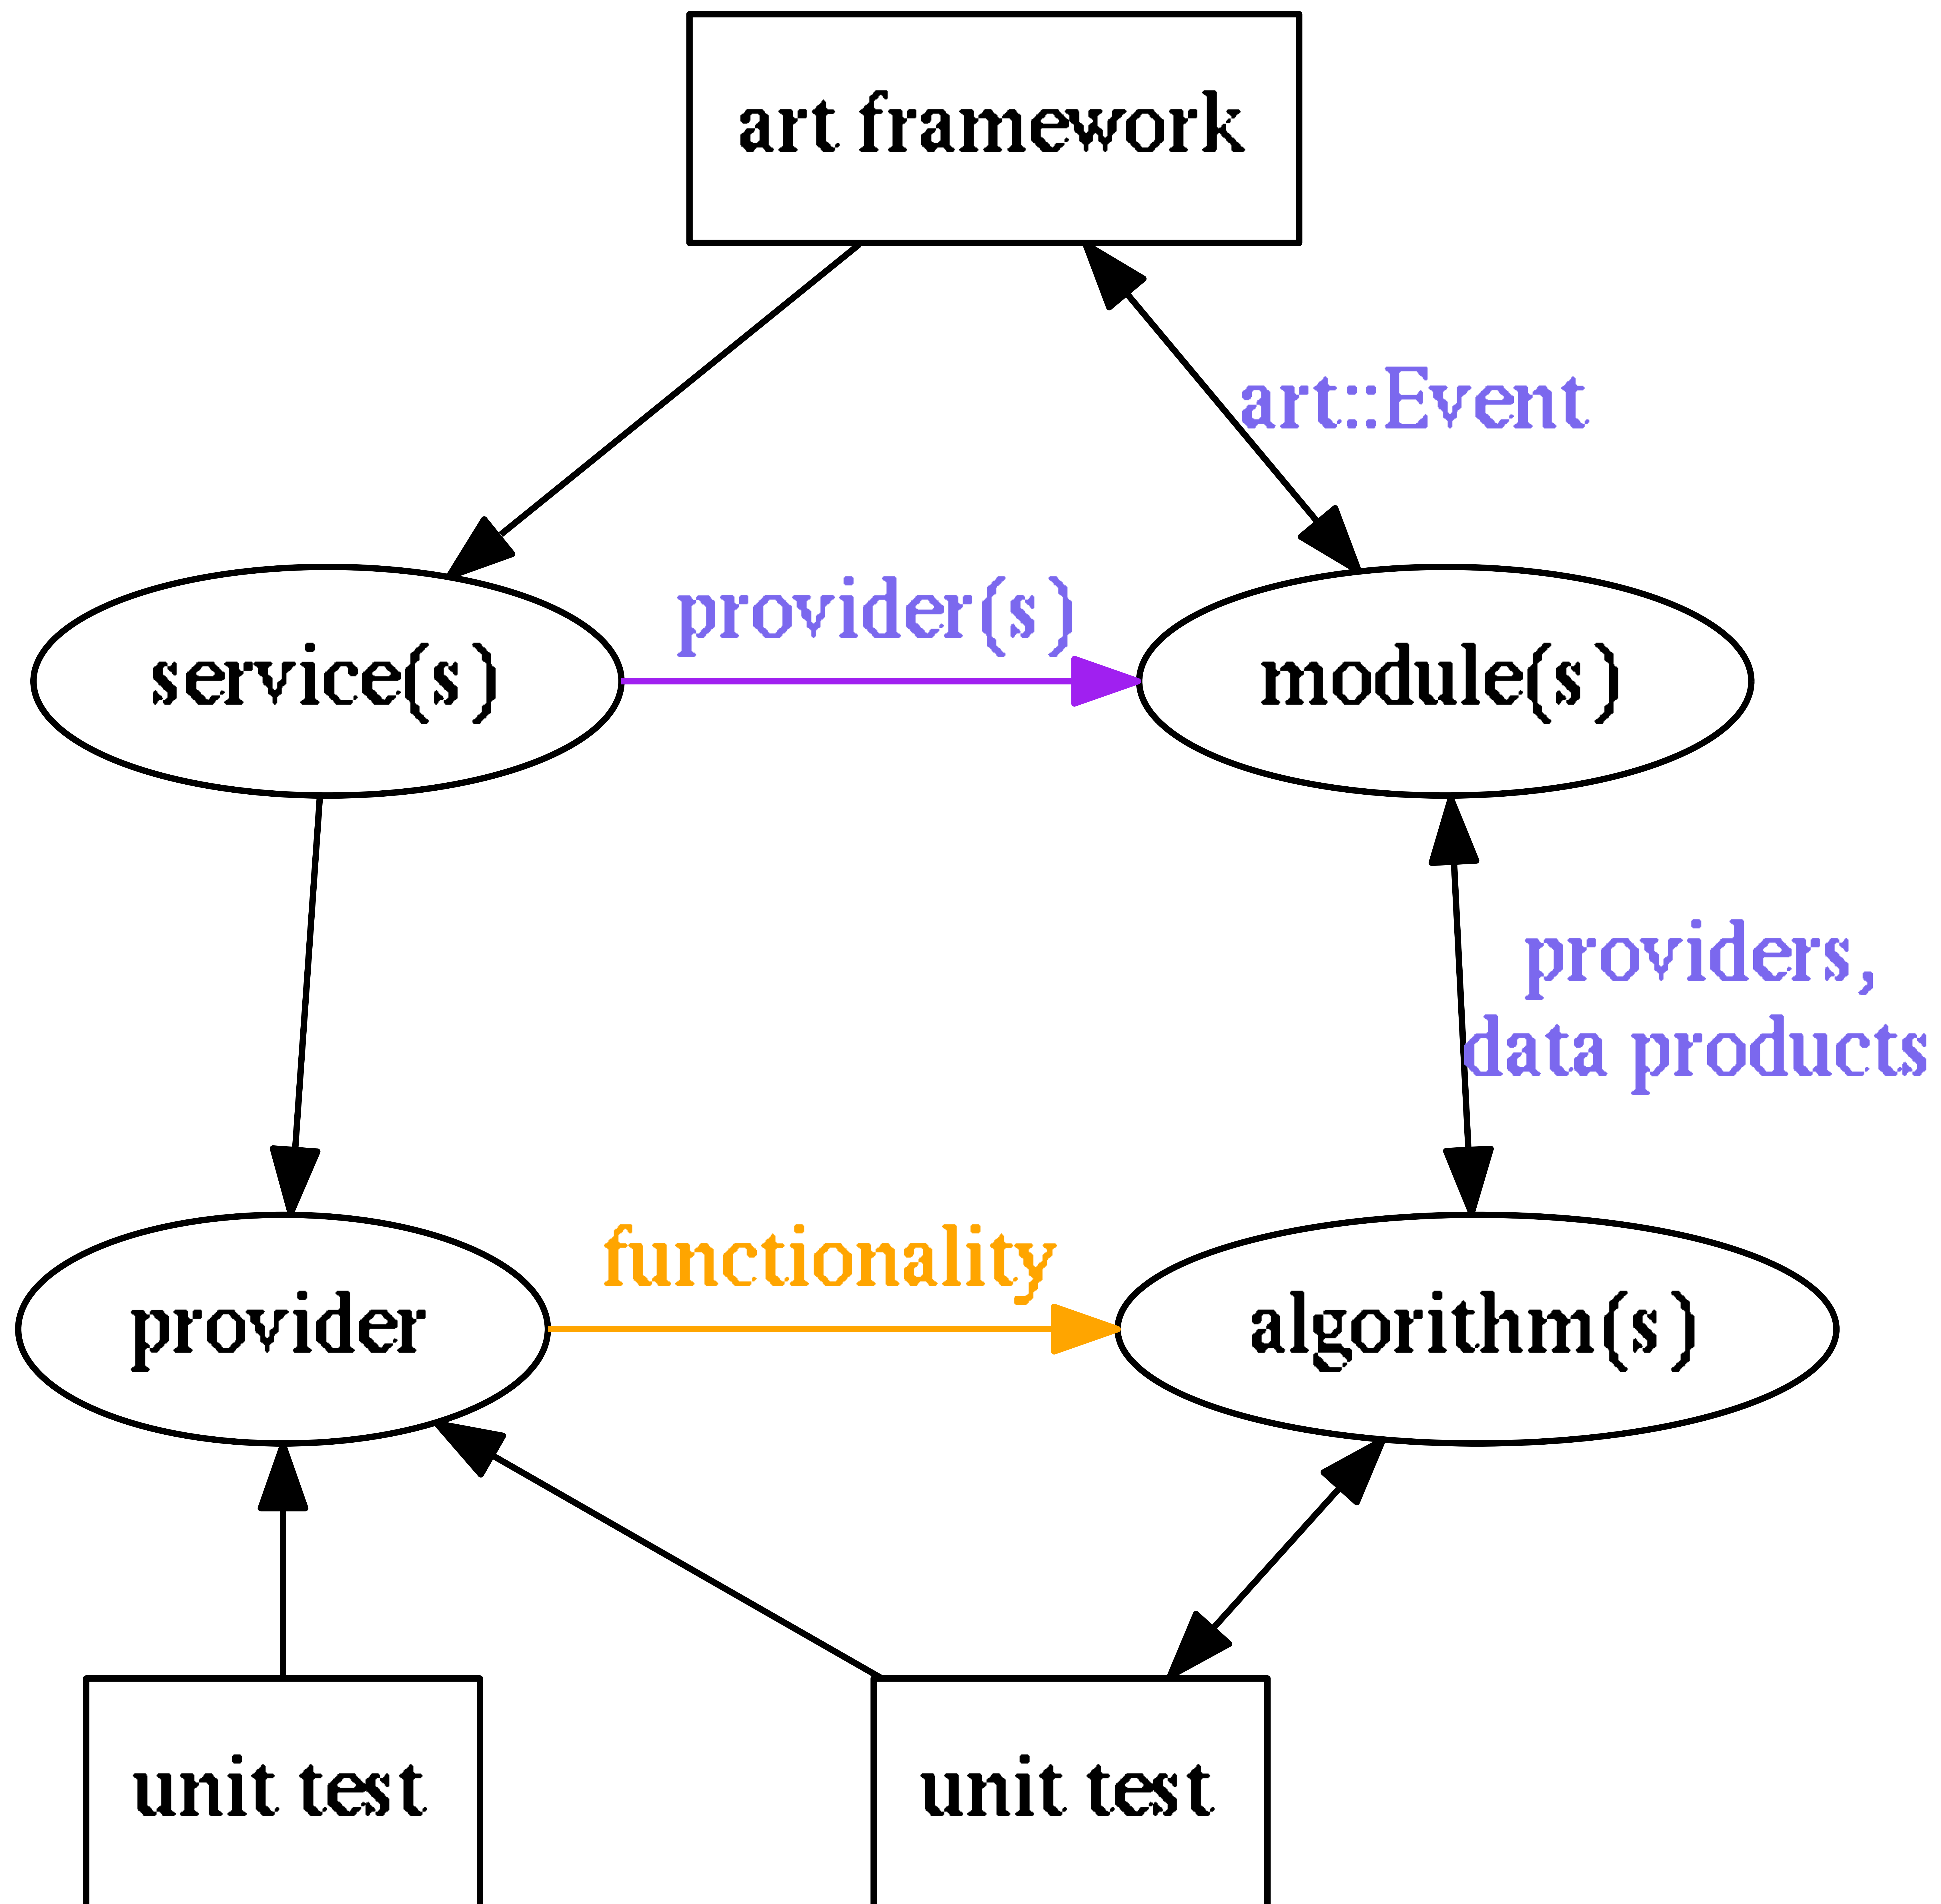 art framework
art::Event
provider(s)
service(s)
module(s)
providers,
data products
functionality
provider
algorithm(s)
unit test
unit test